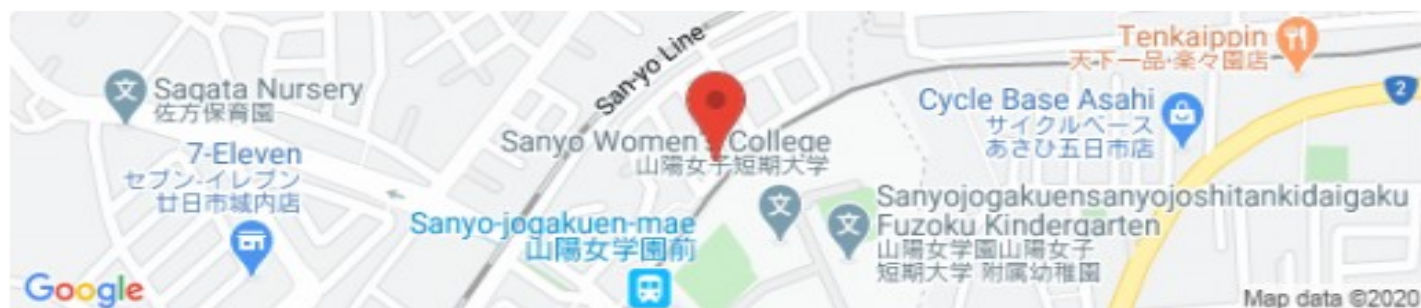 San-yo Line
Tenkaippin
天下一品 楽々園店
Sagata Nursery
佐方保育園
2
Cycle Base Asahi
サイクルベース
あさひ五日市店
Sanyo Women's College
山陽女子短期大学
7-Eleven
セブン-イレブン
廿日市城内店
Sanyojogakuensanyojoshitankidaigaku
Fuzoku Kindergarten
山陽女学園山陽女子
短期大学 附属幼稚園
Sanyo-jogakuen-mae
山陽女学園前
文
文
文
Google
Map data ©2020